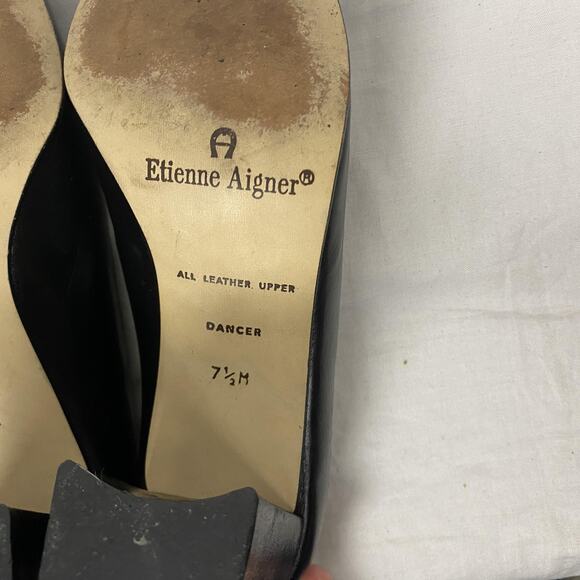 Etienne Aigner®
ALL LEATHER UPPER
DANCER
7½M